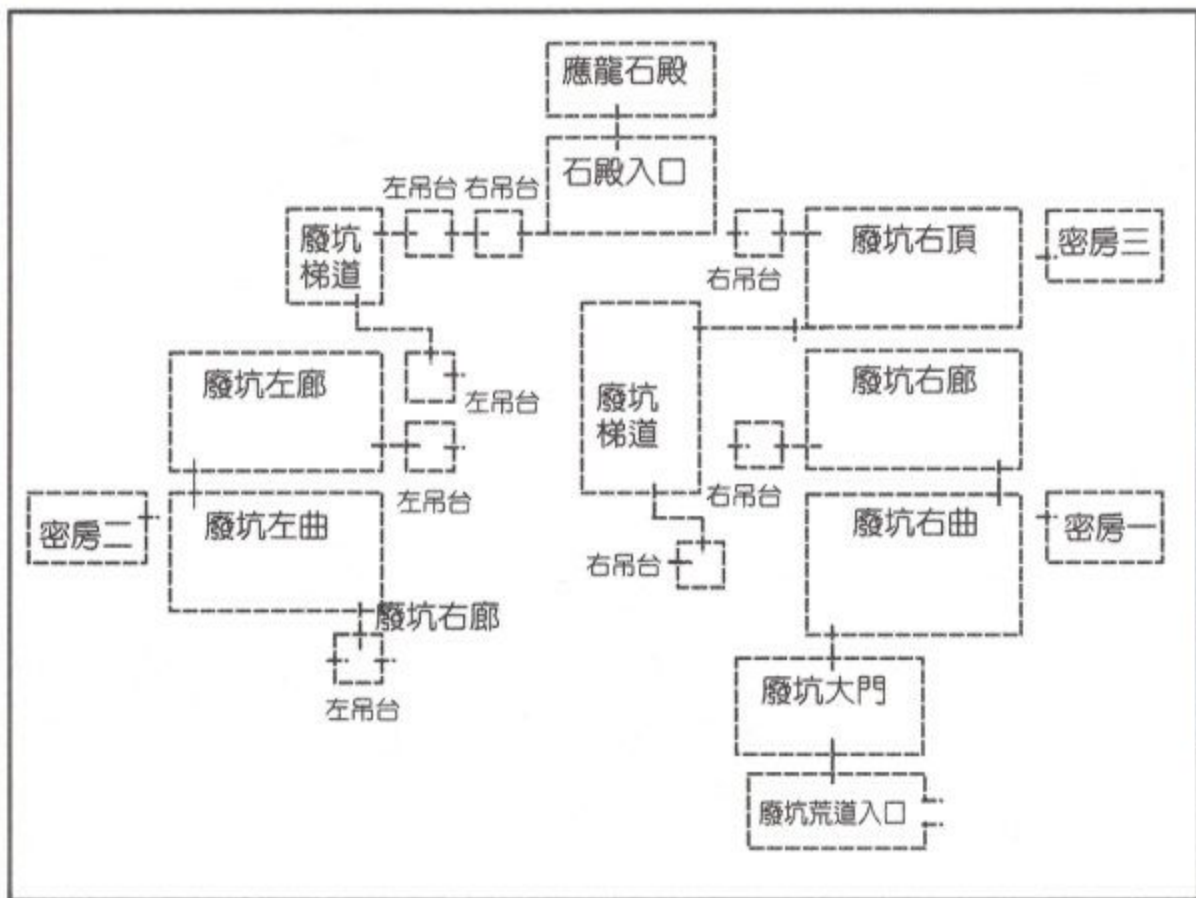 應龍石殿
石殿入口
左吊台
右吊台
廢坑
梯道
右吊台
廢坑右頂
密房三
廢坑左廊
左吊台
廢坑
梯道
廢坑右廊
左吊台
右吊台
密房二
廢坑左曲
右吊台
廢坑右曲
密房一
廢坑右廊
左吊台
廢坑大門
廢坑荒道入口